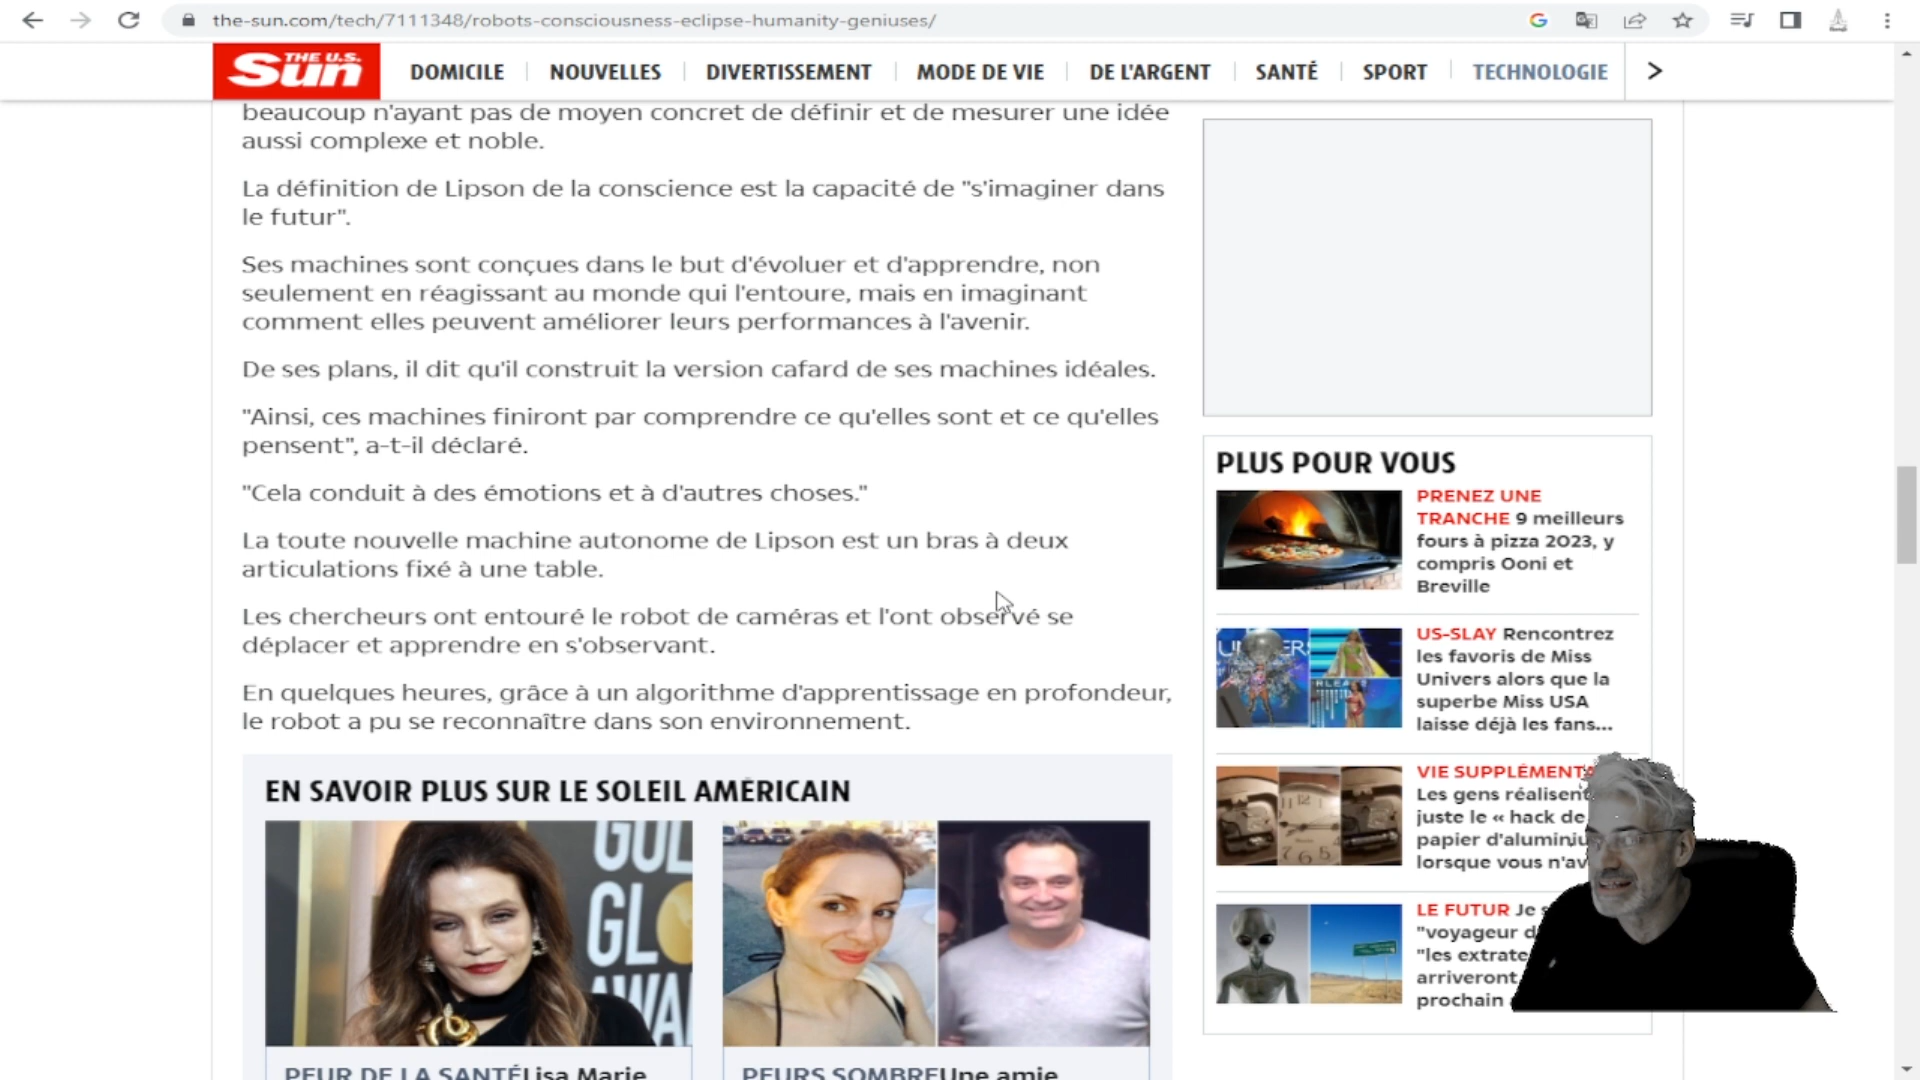 the-sun.com/tech/7111348/robots-consciousness-eclipse-humanity-geniuses/
THE U.S.
Sun
DOMICILE
NOUVELLES
DIVERTISSEMENT
MODE DE VIE
DE L'ARGENT
SANTÉ
SPORT
TECHNOLOGIE
beaucoup n'ayant pas de moyen concret de définir et de mesurer une idée
aussi complexe et noble.
La définition de Lipson de la conscience est la capacité de "s'imaginer dans
le futur".
Ses machines sont conçues dans le but d'évoluer et d'apprendre, non
seulement en réagissant au monde qui l'entoure, mais en imaginant
comment elles peuvent améliorer leurs performances à l'avenir.
De ses plans, il dit qu'il construit la version cafard de ses machines idéales.
"Ainsi, ces machines finiront par comprendre ce qu'elles sont et ce qu'elles
pensent", a-t-il déclaré.
"Cela conduit à des émotions et à d'autres choses."
La toute nouvelle machine autonome de Lipson est un bras à deux
articulations fixé à une table.
Les chercheurs ont entouré le robot de caméras et l'ont observé se
déplacer et apprendre en s'observant.
En quelques heures, grâce à un algorithme d'apprentissage en profondeur,
le robot a pu se reconnaître dans son environnement.
EN SAVOIR PLUS SUR LE SOLEIL AMÉRICAIN
GOL
GL
AWA
PEUR DE LA SANTÉLisa Marie
PEURS SOMBREUne amie
PLUS POUR VOUS
PRENEZ UNE
TRANCHE 9 meilleurs
fours à pizza 2023, y
compris Ooni et
Breville
US-SLAY Rencontrez
les favoris de Miss
Univers alors que la
superbe Miss USA
laisse déjà les fans...
VIE SUPPLÉMENTA
Les gens réalisent
juste le « hack de
papier d'aluminiu
lorsque vous n'av
LE FUTUR Je
"voyageur d
"les extrate
arriveront
prochain